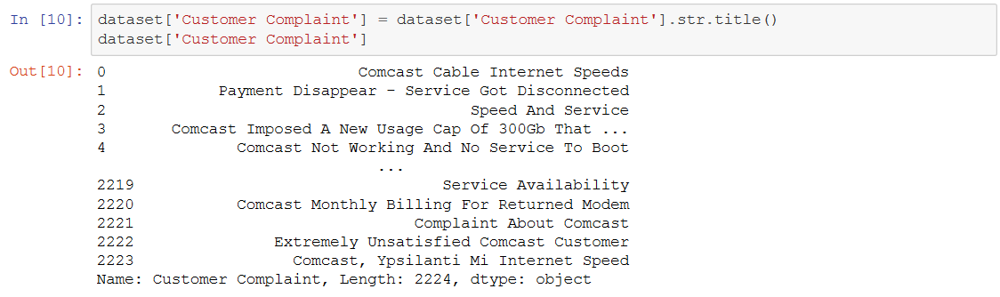 In [10]: dataset['Customer Complaint'] = dataset['Customer Complaint'].str.title()
dataset['Customer Complaint']
Out[10]: 0 Comcast Cable Internet Speeds
1 Payment Disappear - Service Got Disconnected
2 Speed And Service
3 Comcast Imposed A New Usage Cap Of 300Gb That ...
4 Comcast Not Working And No Service To Boot
...
2219 Service Availability
2220 Comcast Monthly Billing For Returned Modem
2221 Complaint About Comcast
2222 Extremely Unsatisfied Comcast Customer
2223 Comcast, Ypsilanti Mi Internet Speed
Name: Customer Complaint, Length: 2224, dtype: object